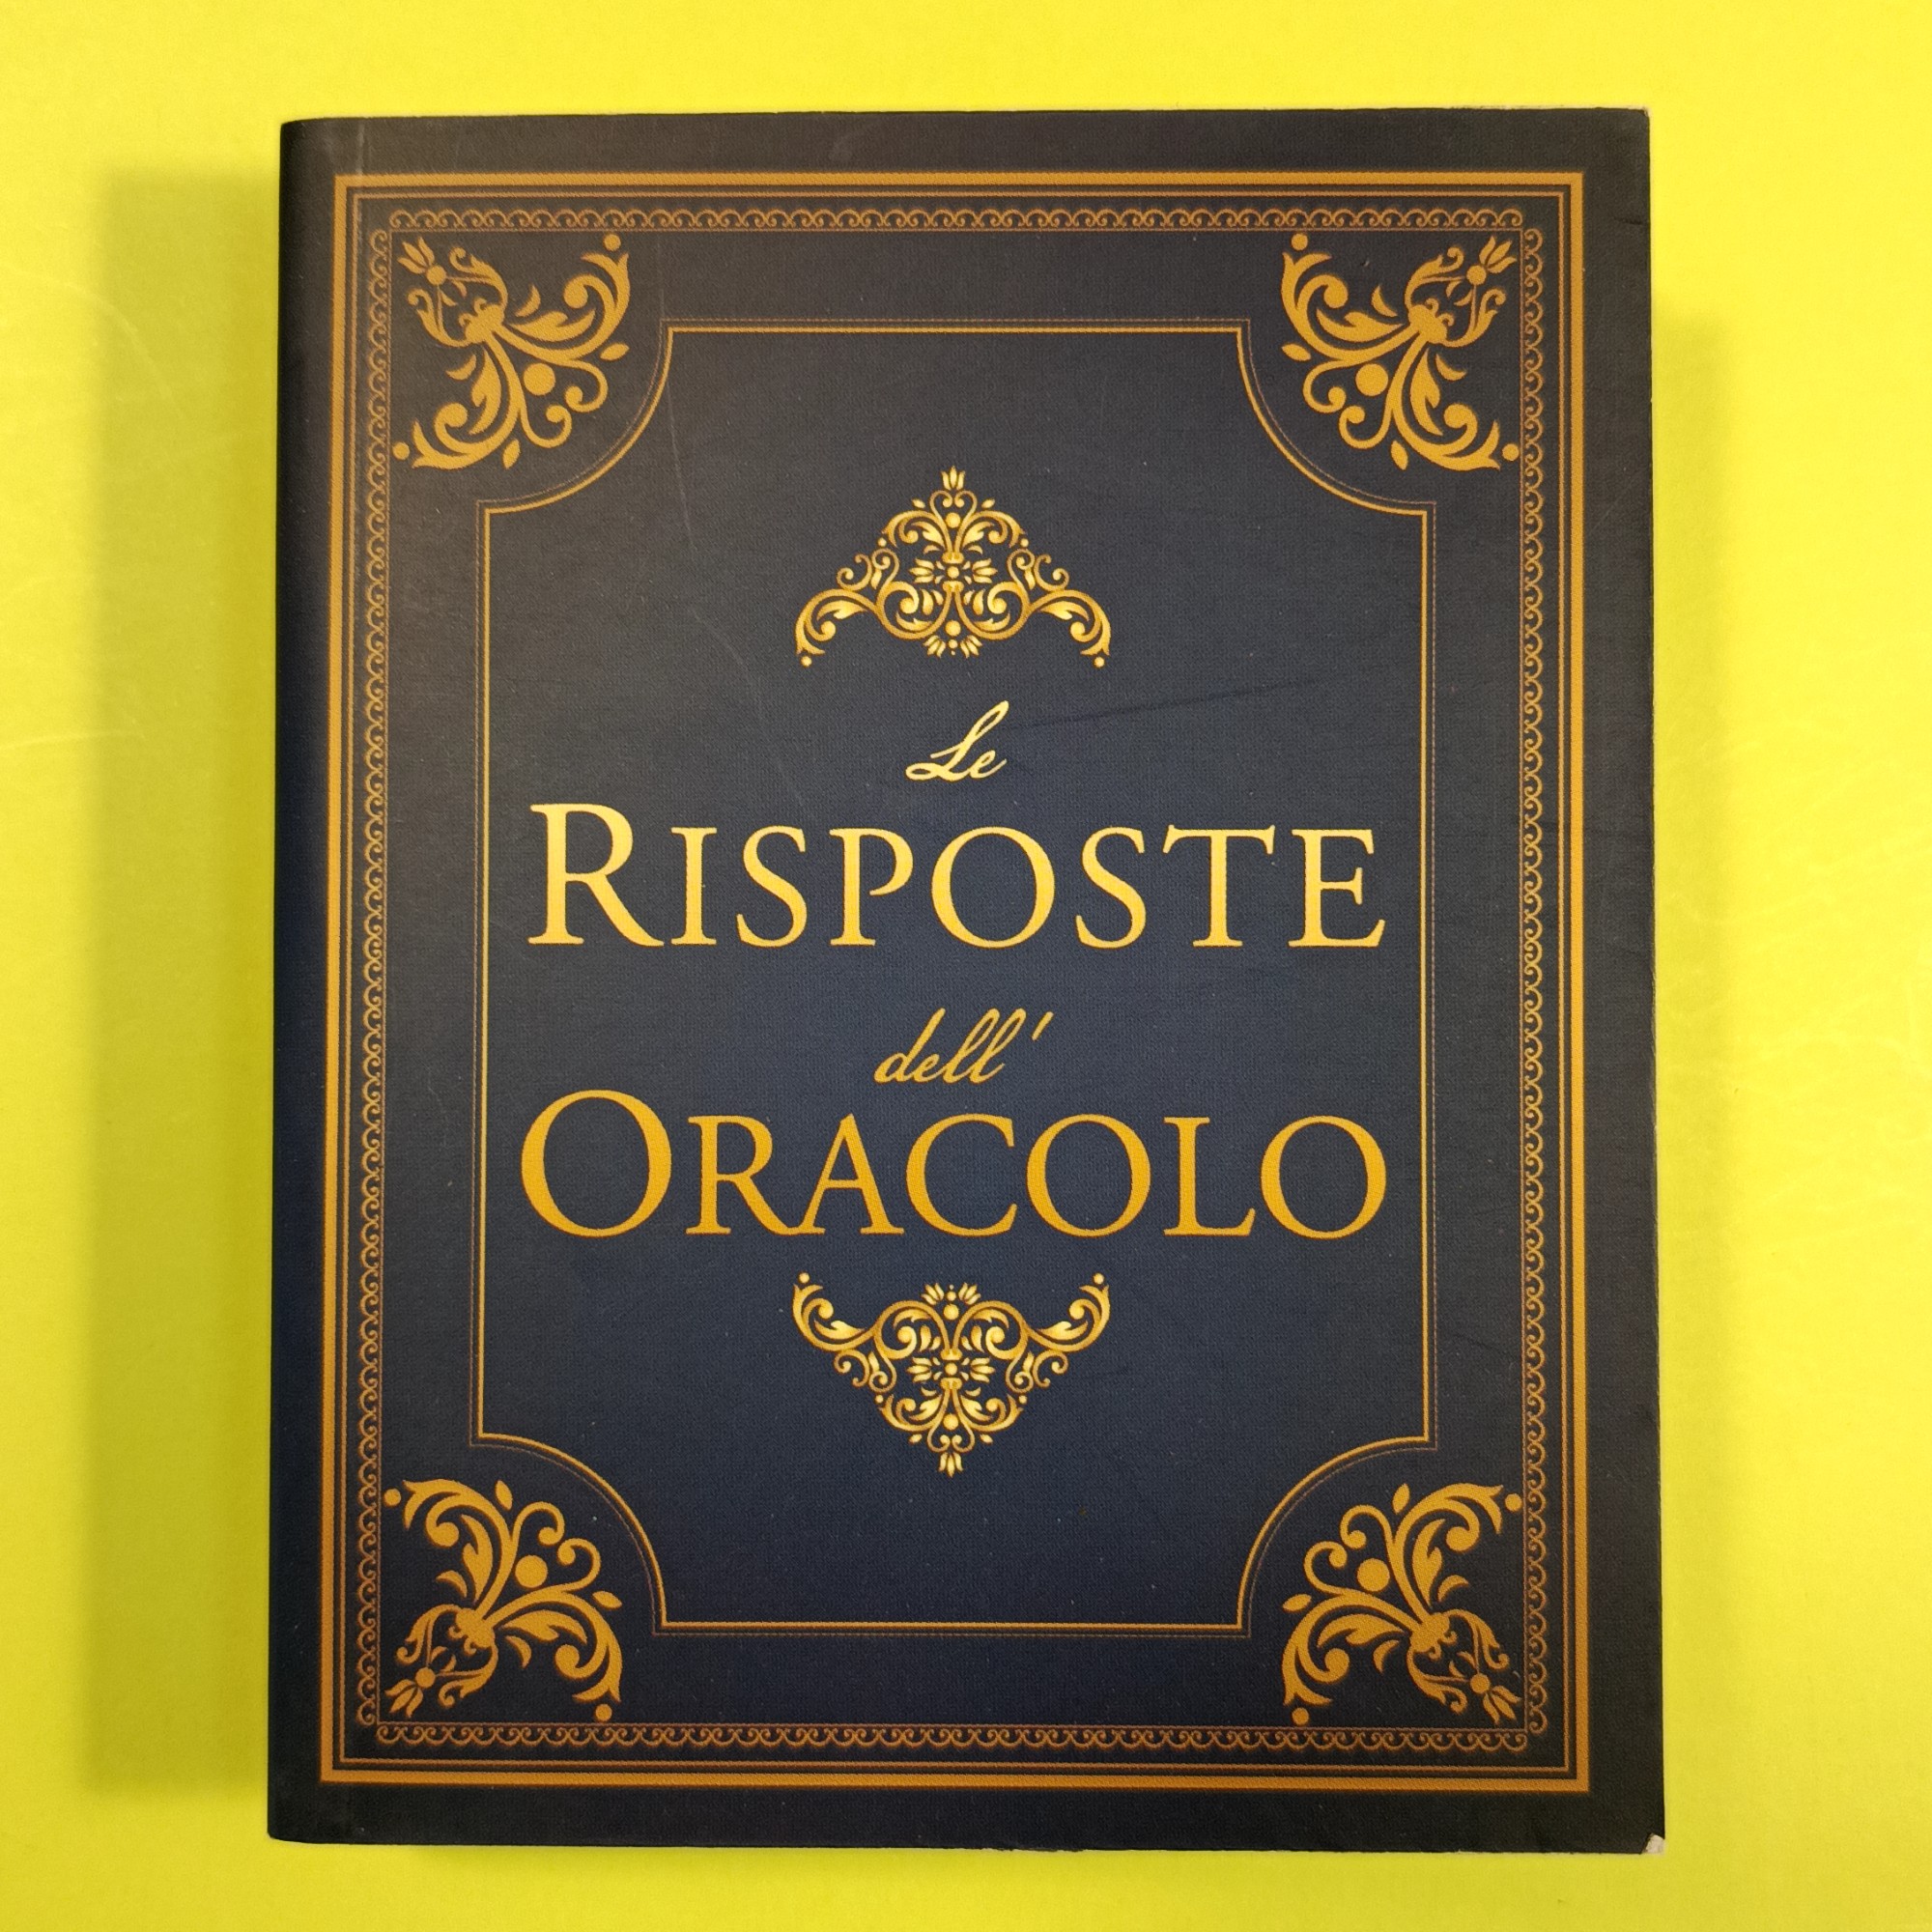 Le
RISPOSTE
dell'
ORACOLO